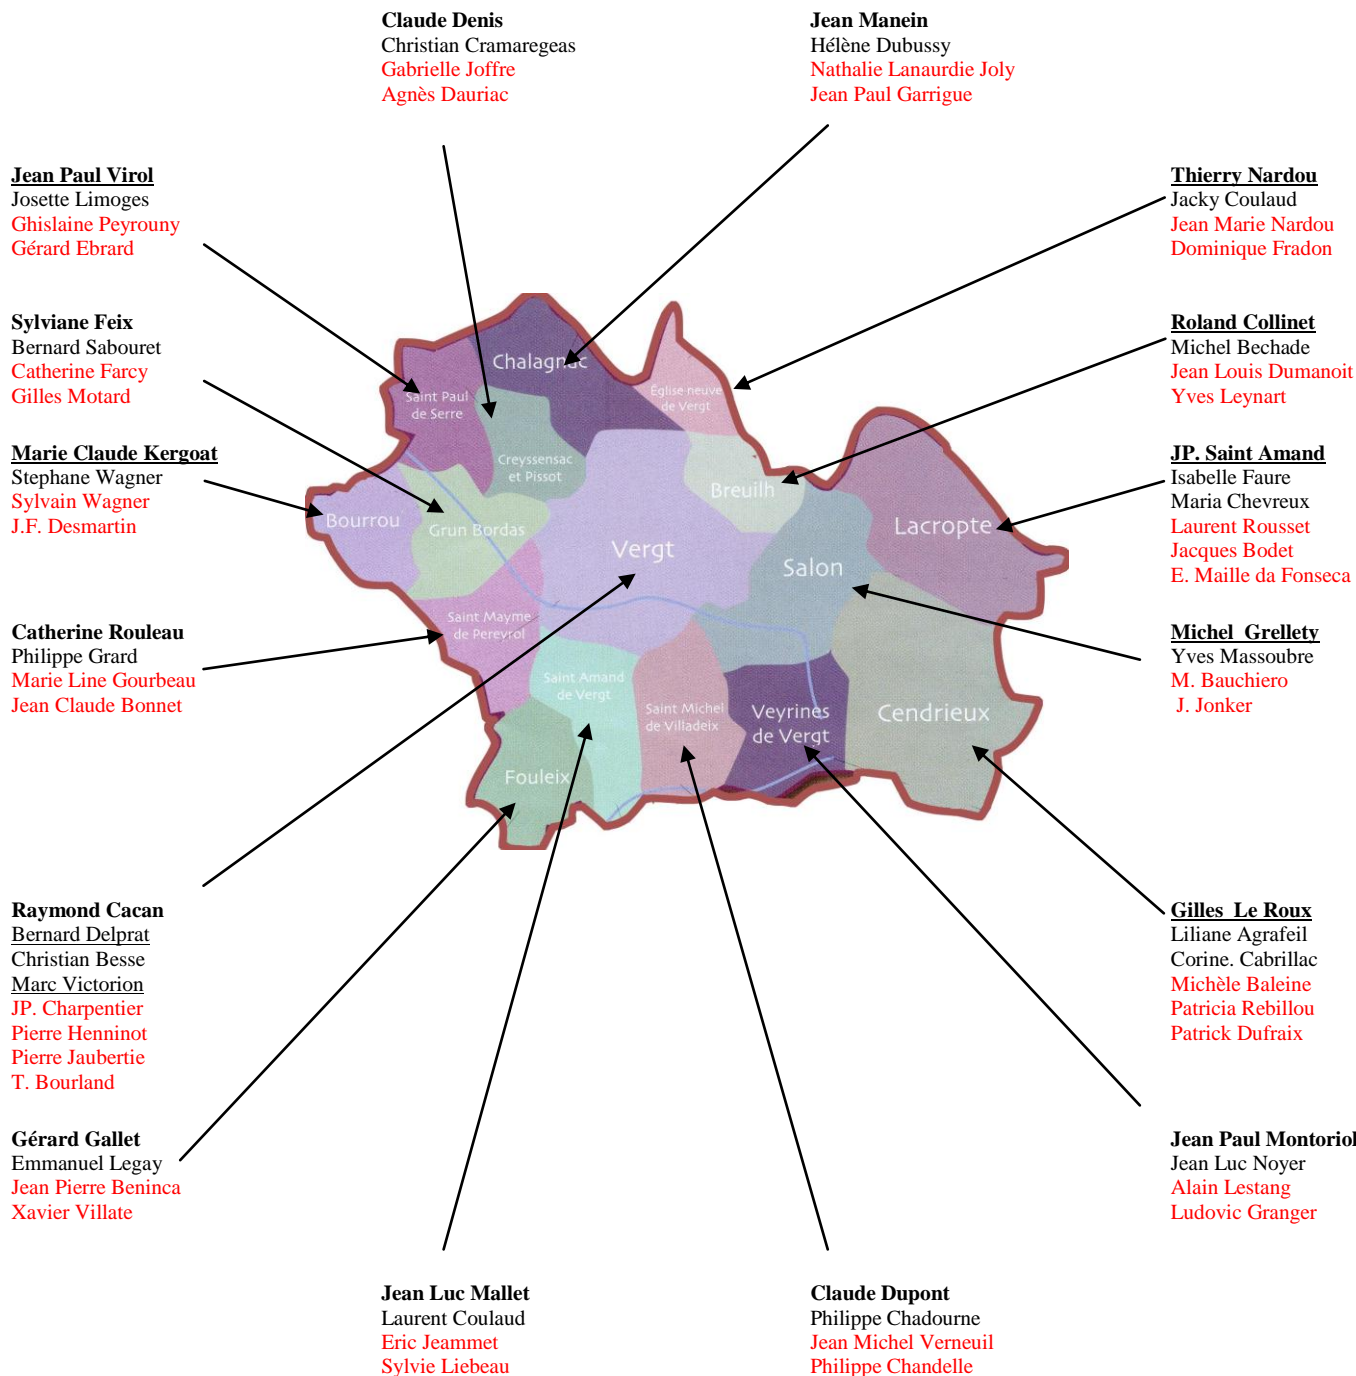 Claude Denis
Christian Cramaregeas
Gabrielle Joffre
Agnès Dauriac
Jean Manein
Hélène Dubussy
Nathalie Lanaurdie Joly
Jean Paul Garrigue
Jean Paul Virol
Josette Limoges
Ghislaine Peyrouny
Gérard Ebrard
Thierry Nardou
Jacky Coulaud
Jean Marie Nardou
Dominique Fradon
Sylviane Feix
Bernard Sabouret
Catherine Farcy
Gilles Motard
Roland Collinet
Michel Bechade
Jean Louis Dumanoit
Yves Leynart
Marie Claude Kergoat
Stephane Wagner
Sylvain Wagner
J.F. Desmartin
JP. Saint Amand
Isabelle Faure
Maria Chevreux
Laurent Rousset
Jacques Bodet
E. Maille da Fonseca
Chalagnac
Saint Paul
de Serre
Église neuve
de Vergt
Creyssensac
et Pissot
Breuilh
Bourrou
Grun Bordas
Vergt
Lacropte
Salon
Saint Mayme
de Pereyrol
Saint Amand
de Vergt
Saint Michel
de Villadeix
Veyrines
de Vergt
Cendrieux
Fouleix
Catherine Rouleau
Philippe Grard
Marie Line Gourbeau
Jean Claude Bonnet
Michel Grellety
Yves Massoubre
M. Bauchiero
J. Jonker
Raymond Cacan
Bernard Delprat
Christian Besse
Marc Victorion
JP. Charpentier
Pierre Henninot
Pierre Jaubertie
T. Bourland
Gilles Le Roux
Liliane Agrafeil
Corine. Cabrillac
Michèle Baleine
Patricia Rebillou
Patrick Dufraix
Gérard Gallet
Emmanuel Legay
Jean Pierre Beninca
Xavier Villate
Jean Paul Montoriol
Jean Luc Noyer
Alain Lestang
Ludovic Granger
Jean Luc Mallet
Laurent Coulaud
Eric Jeammet
Sylvie Liebeau
Claude Dupont
Philippe Chadourne
Jean Michel Verneuil
Philippe Chandelle